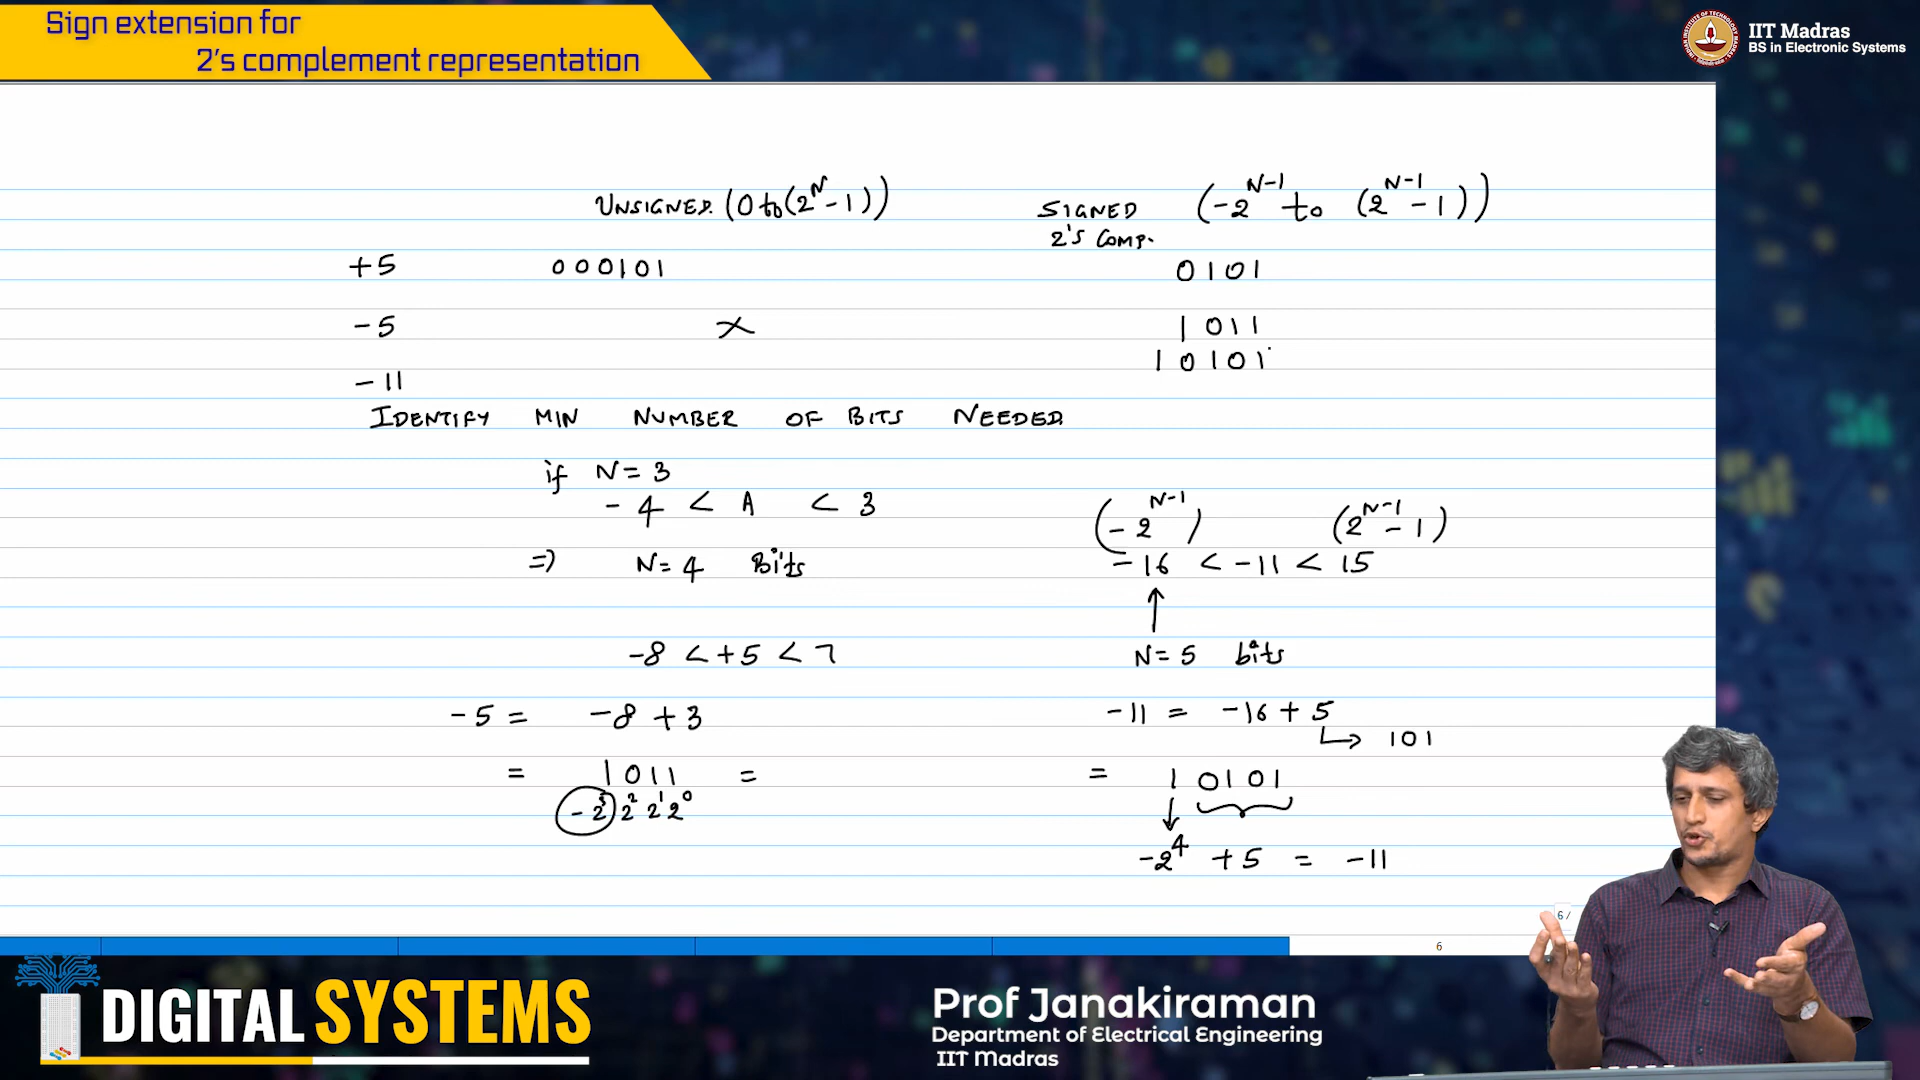 Sign extension for
2's complement representation
IIT Madras
BS in Electronic Systems
UNSIGNED (0 to (2^N - 1))
SIGNED (-2^{N-1} to (2^{N-1} - 1))
2's COMP.
+5 000101 0101
-5 × 1011
10101
-11
IDENTIFY MIN NUMBER OF BITS NEEDED
if N = 3
-4 < A < 3
(-2^{N-1}) (2^{N-1} - 1)
=> N = 4 Bits
-16 < -11 < 15
↑
-8 < +5 < 7
N = 5 bits
-5 = -8 + 3
-11 = -16 + 5
↳ 101
= 1011 =
-2^3 2^2 2^1 2^0
= 1 0101
-2^4 + 5 = -11
6 /
6
DIGITAL SYSTEMS
Prof Janakiraman
Department of Electrical Engineering
IIT Madras